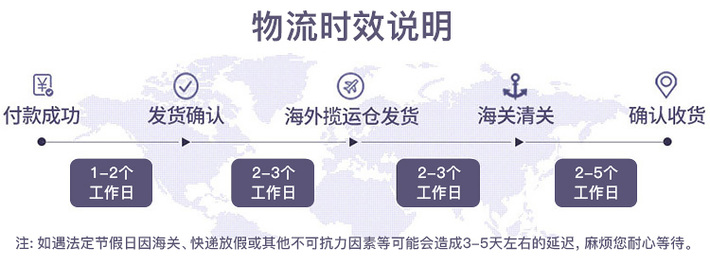 物流时效说明
付款成功
发货确认
海外揽运仓发货
海关清关
确认收货
1-2个
工作日
2-3个
工作日
2-3个
工作日
2-5个
工作日
注: 如遇法定节假日因海关、快递放假或其他不可抗力因素等可能会造成3-5天左右的延迟, 麻烦您耐心等待。